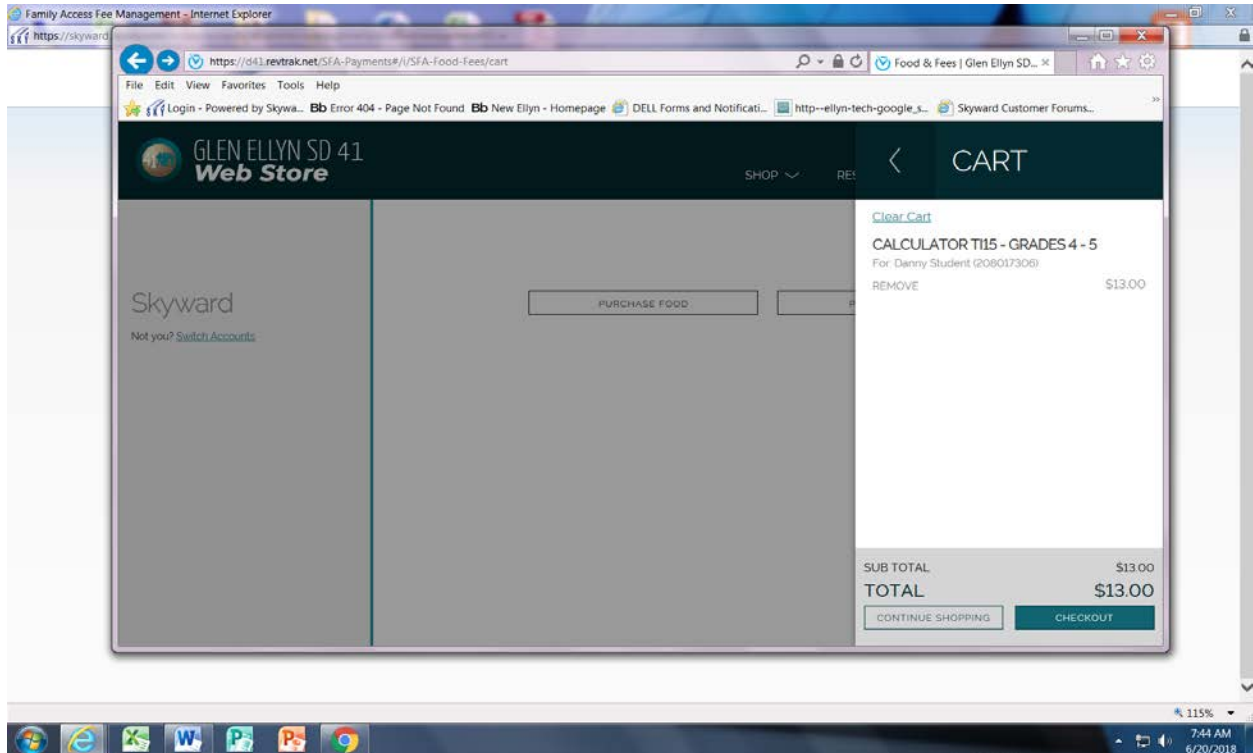 Family Access Fee Management - Internet Explorer
https://skyward
https://d41.revtrak.net/SFA-Payments#/i/SFA-Food-Fees/cart
Food & Fees | Glen Ellyn SD...
File Edit View Favorites Tools Help
Login - Powered by Skywa... Bb Error 404 - Page Not Found Bb New Ellyn - Homepage DELL Forms and Notificati... http--ellyn-tech-google_s... Skyward Customer Forums...
GLEN ELLYN SD 41
Web Store
SHOP RES
CART
Clear Cart
CALCULATOR TI15 - GRADES 4 - 5
For: Danny Student (208017306)
REMOVE $13.00
Skyward
Not you? Switch Accounts
PURCHASE FOOD
P
SUB TOTAL $13.00
TOTAL $13.00
CONTINUE SHOPPING CHECKOUT
115%
7:44 AM
6/20/2018